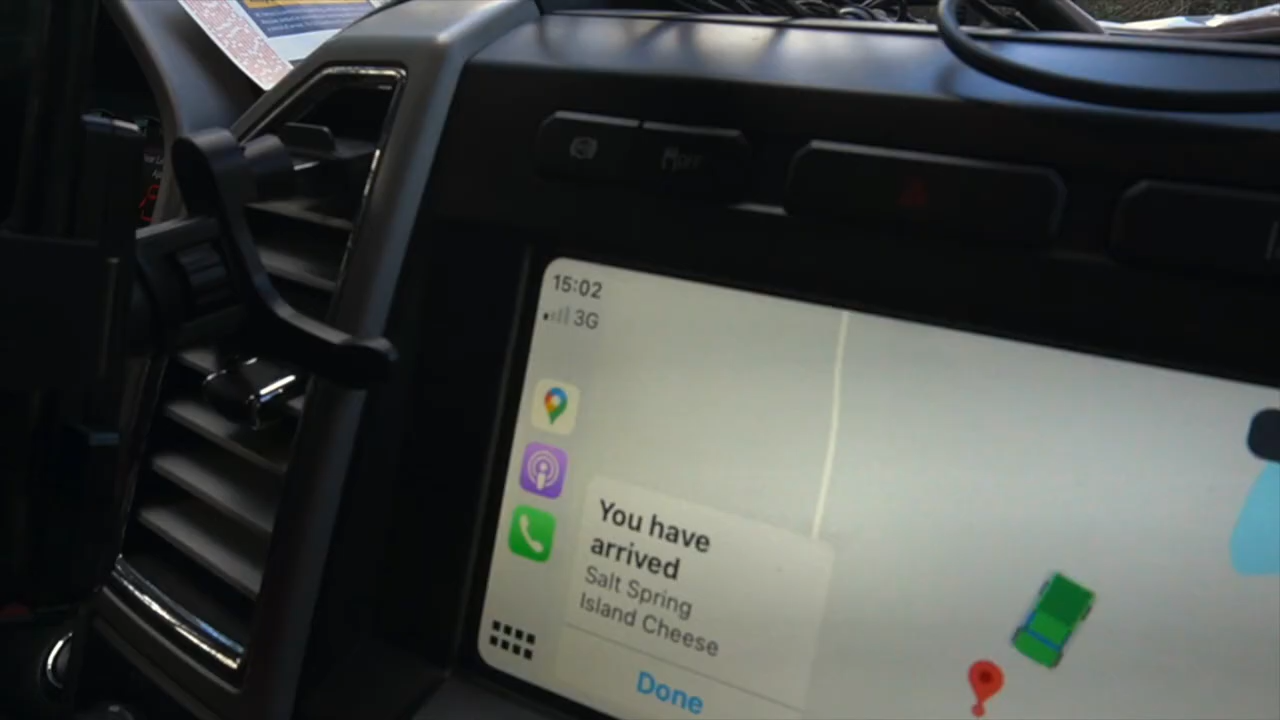 15:02
3G
You have
arrived
Salt Spring
Island Cheese
Done